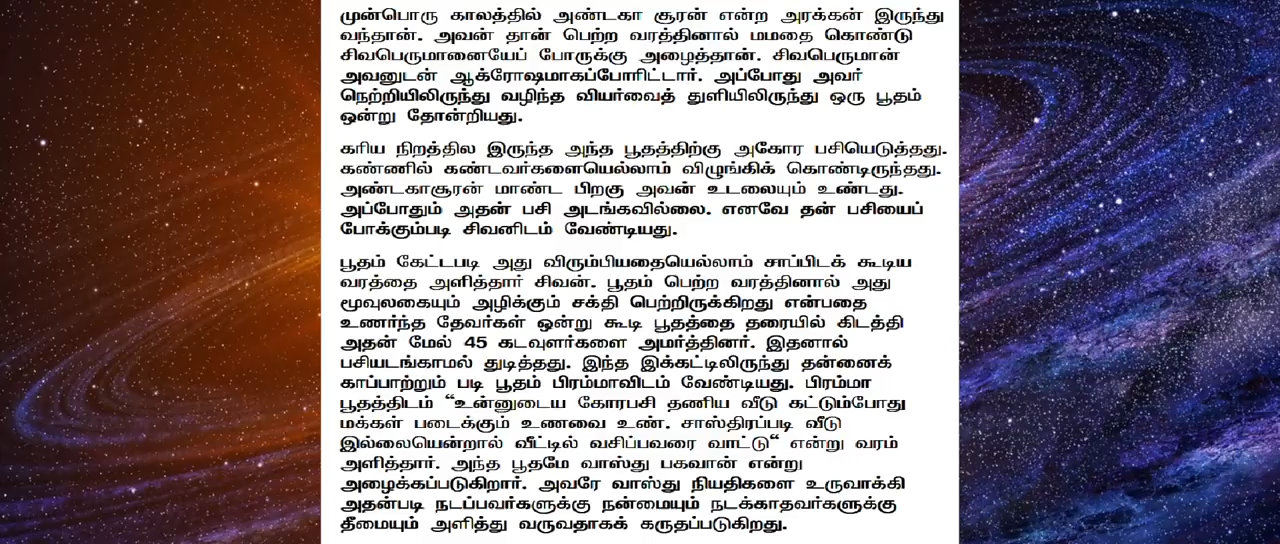 முன்பொரு காலத்தில் அண்டகா சூரன் என்ற அரக்கன் இருந்து
வந்தான். அவன் தான் பெற்ற வரத்தினால் மமதை கொண்டு
சிவபெருமானையேப் போருக்கு அழைத்தான். சிவபெருமான்
அவனுடன் ஆக்ரோஷமாகப்போரிட்டார். அப்போது அவர்
நெற்றியிலிருந்து வழிந்த வியர்வைத் துளியிலிருந்து ஒரு பூதம்
ஒன்று தோன்றியது.
கரிய நிறத்தில இருந்த அந்த பூதத்திற்கு அகோர பசியெடுத்தது.
கண்ணில் கண்டவர்களையெல்லாம் விழுங்கிக் கொண்டிருந்தது.
அண்டகாசூரன் மாண்ட பிறகு அவன் உடலையும் உண்டது.
அப்போதும் அதன் பசி அடங்கவில்லை. எனவே தன் பசியைப்
போக்கும்படி சிவனிடம் வேண்டியது.
பூதம் கேட்டபடி அது விரும்பியதையெல்லாம் சாப்பிடக் கூடிய
வரத்தை அளித்தார் சிவன். பூதம் பெற்ற வரத்தினால் அது
மூவுலகையும் அழிக்கும் சக்தி பெற்றிருக்கிறது என்பதை
உணர்ந்த தேவர்கள் ஒன்று கூடி பூதத்தை தரையில் கிடத்தி
அதன் மேல் 45 கடவுளர்களை அமர்த்தினர். இதனால்
பசியடங்காமல் துடித்தது. இந்த இக்கட்டிலிருந்து தன்னைக்
காப்பாற்றும் படி பூதம் பிரம்மாவிடம் வேண்டியது. பிரம்மா
பூதத்திடம் “உன்னுடைய கோரபசி தணிய வீடு கட்டும்போது
மக்கள் படைக்கும் உணவை உண். சாஸ்திரப்படி வீடு
இல்லையென்றால் வீட்டில் வசிப்பவரை வாட்டு“ என்று வரம்
அளித்தார். அந்த பூதமே வாஸ்து பகவான் என்று
அழைக்கப்படுகிறார். அவரே வாஸ்து நியதிகளை உருவாக்கி
அதன்படி நடப்பவர்களுக்கு நன்மையும் நடக்காதவர்களுக்கு
தீமையும் அளித்து வருவதாகக் கருதப்படுகிறது.